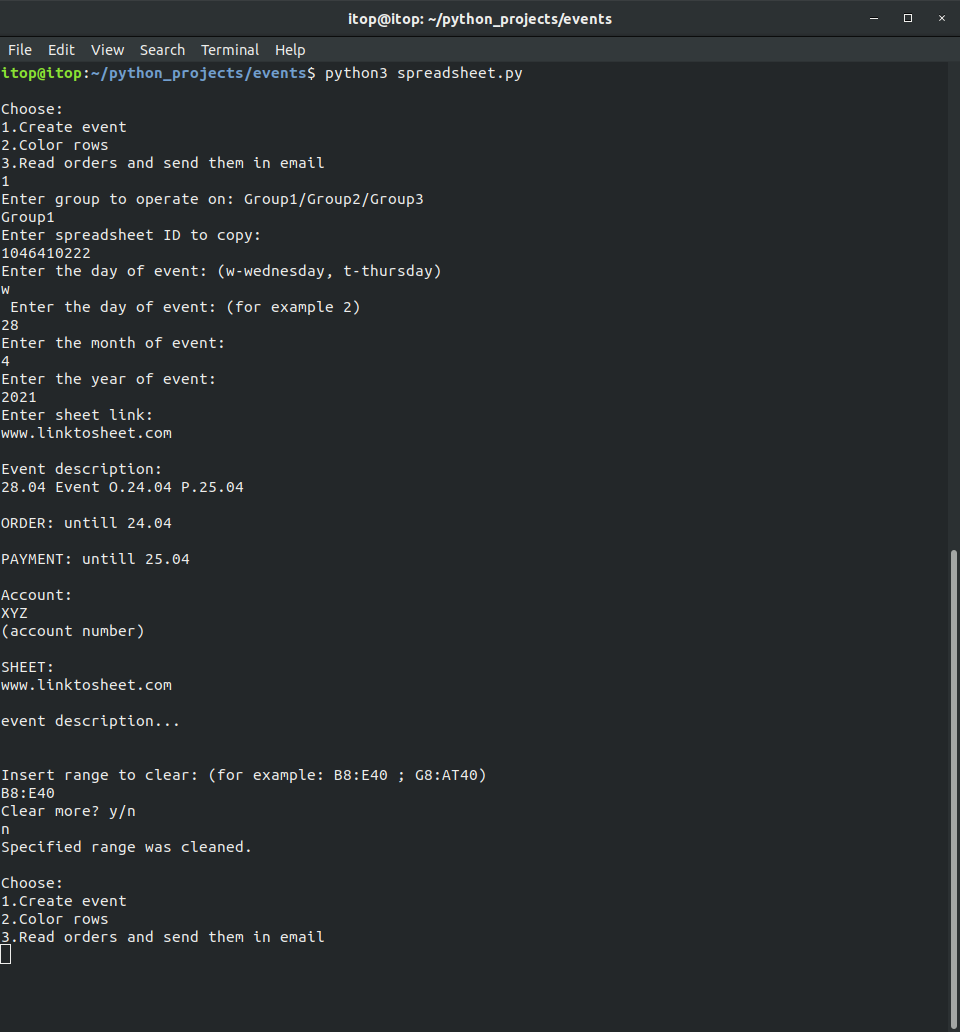 itop@itop: ~/python_projects/events
File Edit View Search Terminal Help
itop@itop:~/python_projects/events$ python3 spreadsheet.py
Choose:
1.Create event
2.Color rows
3.Read orders and send them in email
1
Enter group to operate on: Group1/Group2/Group3
Group1
Enter spreadsheet ID to copy:
1046410222
Enter the day of event: (w-wednesday, t-thursday)
w
Enter the day of event: (for example 2)
28
Enter the month of event:
4
Enter the year of event:
2021
Enter sheet link:
www.linktosheet.com
Event description:
28.04 Event O.24.04 P.25.04
ORDER: untill 24.04
PAYMENT: untill 25.04
Account:
XYZ
(account number)
SHEET:
www.linktosheet.com
event description...
Insert range to clear: (for example: B8:E40 ; G8:AT40)
B8:E40
Clear more? y/n
n
Specified range was cleaned.
Choose:
1.Create event
2.Color rows
3.Read orders and send them in email